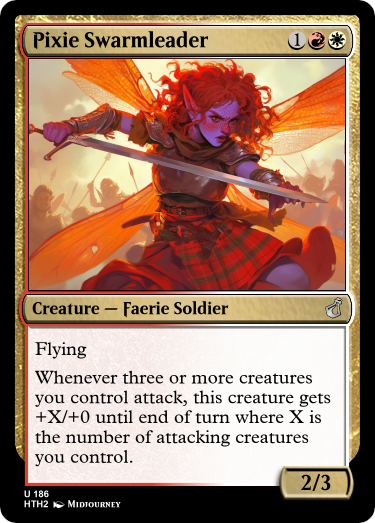 Pixie Swarmleader 1
Creature — Faerie Soldier
Flying
Whenever three or more creatures
you control attack, this creature gets
+X/+0 until end of turn where X is
the number of attacking creatures
you control.
2/3
U 186
HTH2 Midjourney